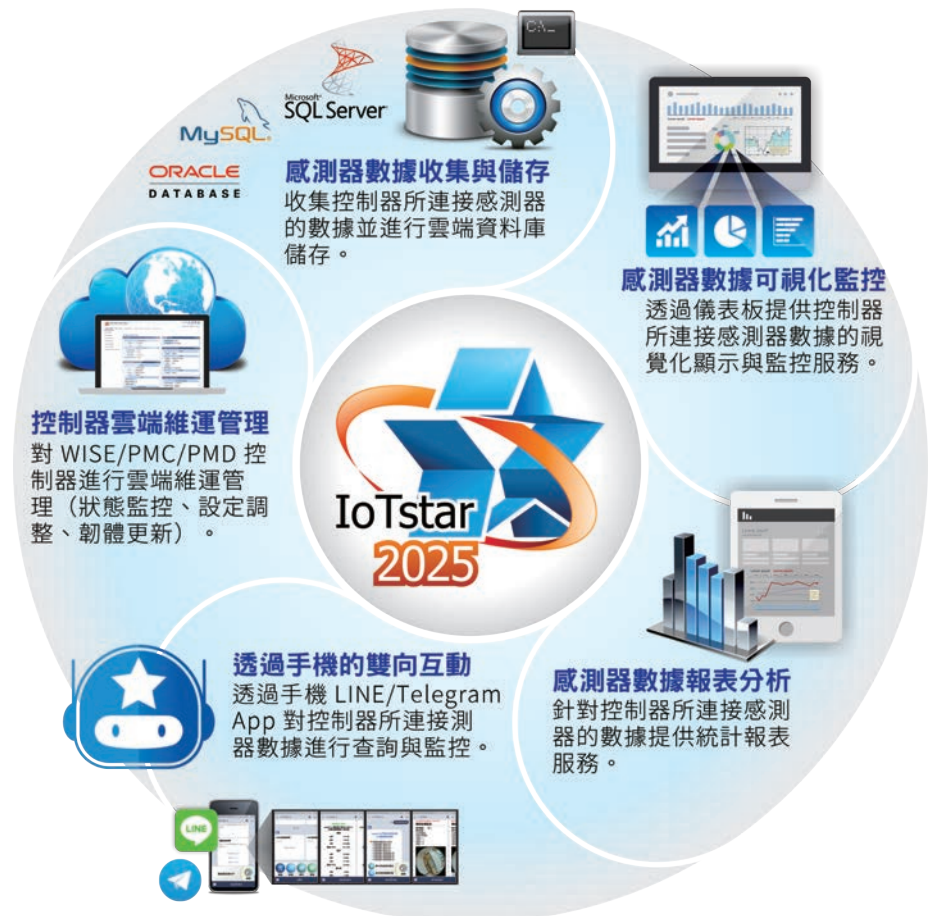 C:\_
Microsoft
SQL Server
MySQL
ORACLE
DATABASE
感測器數據收集與儲存
收集控制器所連接感測器
的數據並進行雲端資料庫
儲存。
感測器數據可視化監控
透過儀表板提供控制器
所連接感測器數據的視
覺化顯示與監控服務。
控制器雲端維運管理
對 WISE/PMC/PMD 控
制器進行雲端維運管
理（狀態監控、設定調
整、韌體更新）。
IoTstar
2025
感測器數據報表分析
針對控制器所連接感測
器的數據提供統計報表
服務。
透過手機的雙向互動
透過手機 LINE/Telegram
App 對控制器所連接測
器數據進行查詢與監控。
LINE